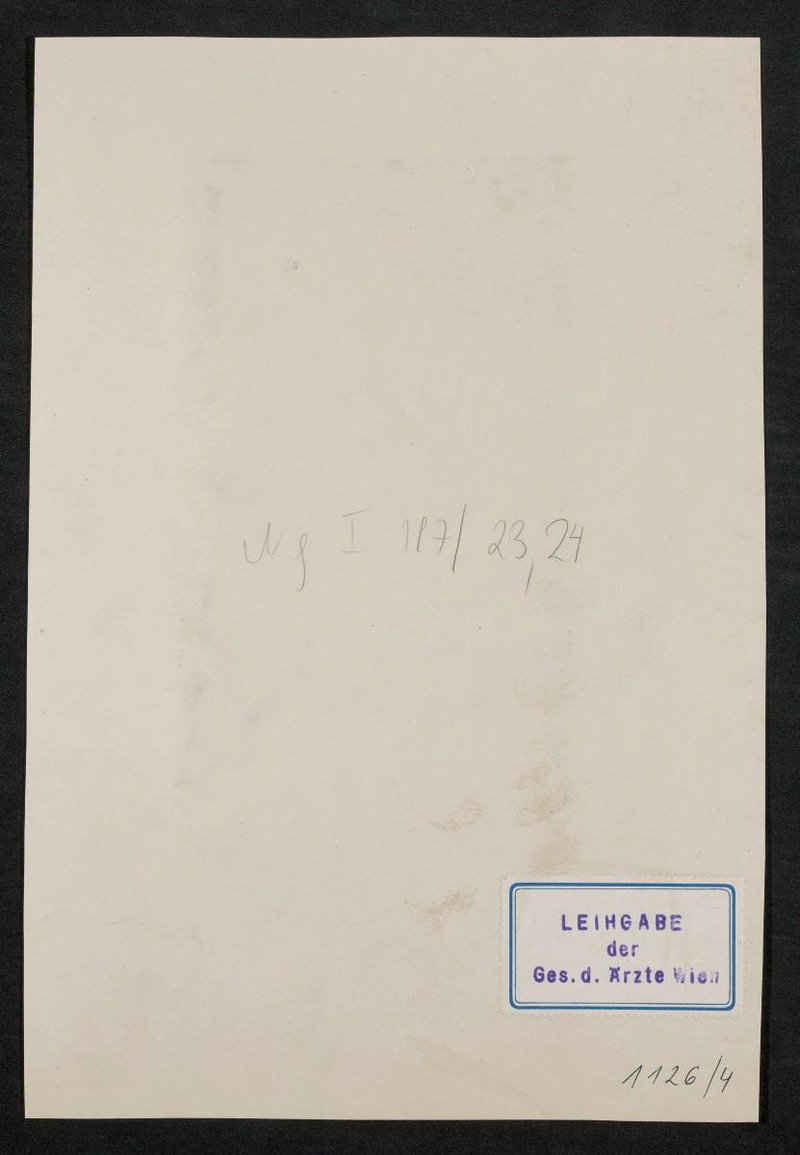 Ng I 187/ 23, 24
LEIHGABE
der
Ges. d. Ärzte Wien
1126/4